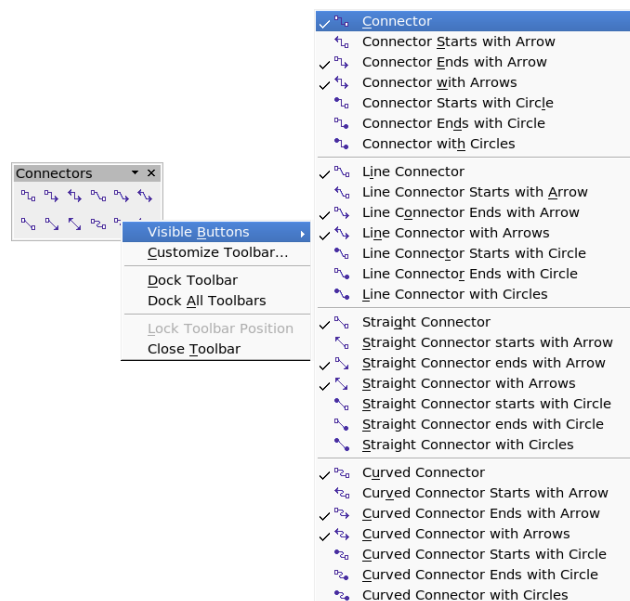 Connectors
Visible Buttons
Customize Toolbar...
Dock Toolbar
Dock All Toolbars
Lock Toolbar Position
Close Toolbar
Connector
Connector Starts with Arrow
Connector Ends with Arrow
Connector with Arrows
Connector Starts with Circle
Connector Ends with Circle
Connector with Circles
Line Connector
Line Connector Starts with Arrow
Line Connector Ends with Arrow
Line Connector with Arrows
Line Connector Starts with Circle
Line Connector Ends with Circle
Line Connector with Circles
Straight Connector
Straight Connector starts with Arrow
Straight Connector ends with Arrow
Straight Connector with Arrows
Straight Connector starts with Circle
Straight Connector ends with Circle
Straight Connector with Circles
Curved Connector
Curved Connector Starts with Arrow
Curved Connector Ends with Arrow
Curved Connector with Arrows
Curved Connector Starts with Circle
Curved Connector Ends with Circle
Curved Connector with Circles